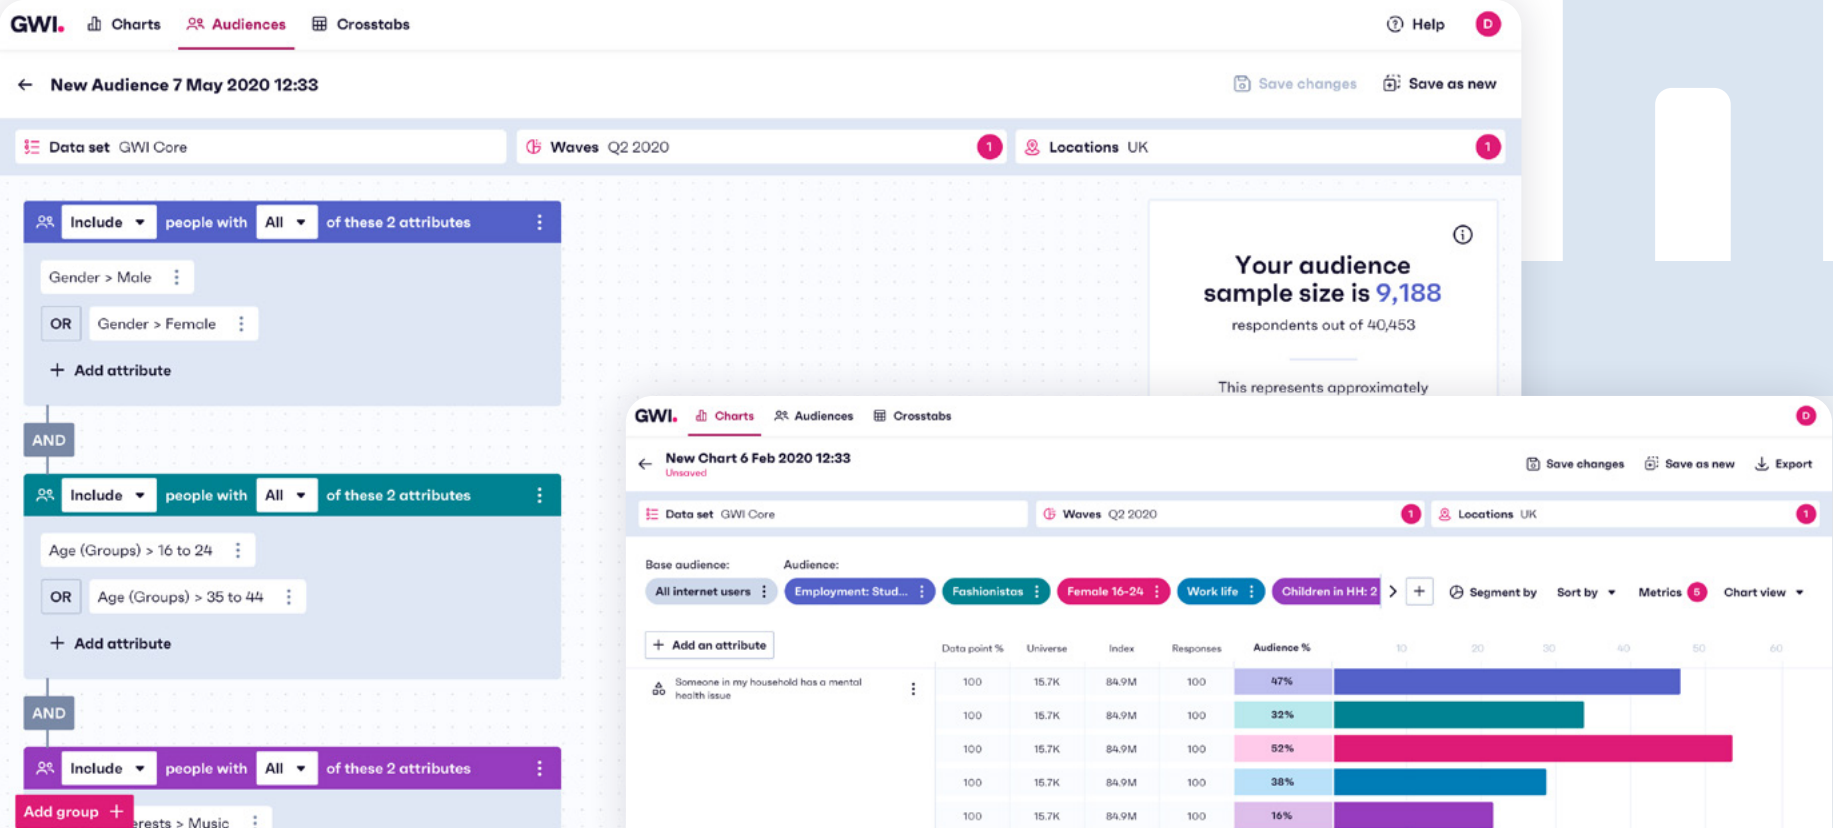 GWI. Charts Audiences Crosstabs Help D
New Audience 7 May 2020 12:33 Save changes Save as new
Data set GWI Core Waves Q2 2020 1 Locations UK 1
Include people with All of these 2 attributes
Gender > Male
OR Gender > Female
+ Add attribute
AND
Include people with All of these 2 attributes
Age (Groups) > 16 to 24
OR Age (Groups) > 35 to 44
+ Add attribute
AND
Include people with All of these 2 attributes
Add group +
erests > Music
Your audience
sample size is 9,188
respondents out of 40,453
This represents approximately
GWI. Charts Audiences Crosstabs D
New Chart 6 Feb 2020 12:33
Unsaved
Save changes Save as new Export
Data set GWI Core Waves Q2 2020 1 Locations UK 1
Base audience: Audience:
All internet users Employment: Stud... Fashionistas Female 16-24 Work life Children in HH: 2 + Segment by Sort by Metrics 5 Chart view
+ Add an attribute Data point % Universe Index Responses Audience % 10 20 30 40 50 60
Someone in my household has a mental
health issue
100 15.7K 84.9M 100 47%
100 15.7K 84.9M 100 32%
100 15.7K 84.9M 100 52%
100 15.7K 84.9M 100 38%
100 15.7K 84.9M 100 16%